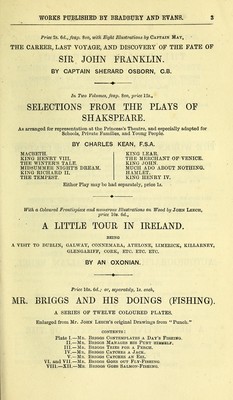 WORKS PUBLISHED BY BRADBURY AND EVANS. 3
Price 2s. 6d., fcap. 8vo, with Eight Illustrations by CAPTAIN MAY,
THE CAREER, LAST VOYAGE, AND DISCOVERY OF THE FATE OF
SIR JOHN FRANKLIN.
BY CAPTAIN SHERARD OSBORN, C.B.
In Two Volumes, fcap. 8vo, price 12s.,
SELECTIONS FROM THE PLAYS OF
SHAKSPEARE.
As arranged for representation at the Princess's Theatre, and especially adapted for
Schools, Private Families, and Young People.
BY CHARLES KEAN, F.S.A.
MACBETH.
KING HENRY VIII.
THE WINTER'S TALE.
MIDSUMMER NIGHT'S DREAM.
KING RICHARD II.
THE TEMPEST.
KING LEAR.
THE MERCHANT OF VENICE.
KING JOHN.
MUCH ADO ABOUT NOTHING.
HAMLET.
KING HENRY IV.
Either Play may be had separately, price 1s.
With a Coloured Frontispiece and numerous Illustrations on Wood by JOHN LEECH,
price 10s. 6d.,
A LITTLE TOUR IN IRELAND.
BEING
A VISIT TO DUBLIN, GALWAY, CONNEMARA, ATHLONE, LIMERICK, KILLARNEY,
GLENGARIFF, CORK, ETC. ETC. ETC.
BY AN OXONIAN.
Price 12s. 6d.; or, separately, 1s. each,
MR. BRIGGS AND HIS DOINGS (FISHING).
A SERIES OF TWELVE COLOURED PLATES.
Enlarged from MR. JOHN LEECH'S original Drawings from "Punch."
CONTENTS:
Plate I.—MR. BRIGGS CONTEMPLATES A DAY'S FISHING.
II.—MR. BRIGGS MANAGES HIS PUNT HIMSELF.
III.—MR. BRIGGS TRIES FOR A PERCH.
IV.—MR. BRIGGS CATCHES A JACK.
V.—MR. BRIGGS CATCHES AN EEL.
VI. and VII.—MR. BRIGGS GOES OUT FLY-FISHING.
VIII.—XII.—MR. BRIGGS GOES SALMON-FISHING.